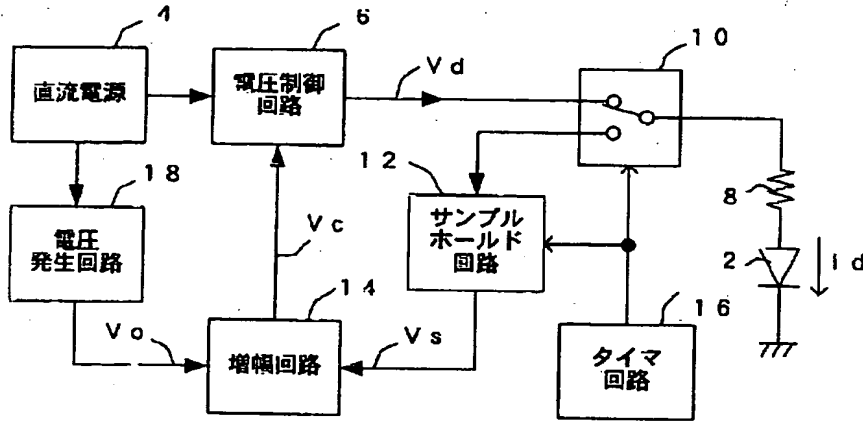 4
6
10
直流電源
電圧制御
回路
Vd
18
12
8
電圧
発生回路
Vc
サンプル
ホールド
回路
2
id
14
16
Vo
Vs
増幅回路
タイマ
回路